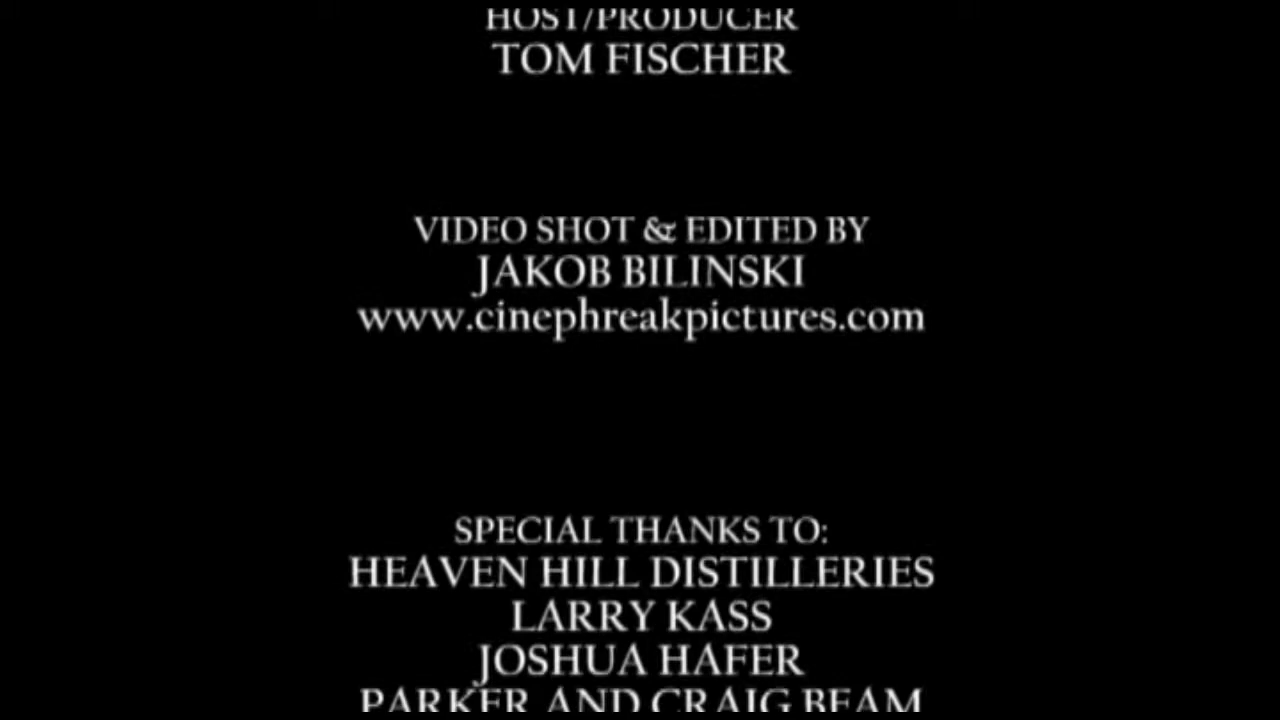 HOST/PRODUCER
TOM FISCHER
VIDEO SHOT & EDITED BY
JAKOB BILINSKI
www.cinephreakpictures.com
SPECIAL THANKS TO:
HEAVEN HILL DISTILLERIES
LARRY KASS
JOSHUA HAFER
PARKER AND CRAIG BEAM